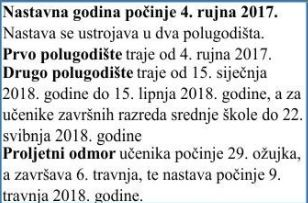 Nastavna godina počinje 4. rujna 2017.
Nastava se ustrojava u dva polugodišta.
Prvo polugodište traje od 4. rujna 2017.
Drugo polugodište traje od 15. siječnja
2018. godine do 15. lipnja 2018. godine, a za
učenike završnih razreda srednje škole do 22.
svibnja 2018. godine
Proljetni odmor učenika počinje 29. ožujka,
a završava 6. travnja, te nastava počinje 9.
travnja 2018. godine.